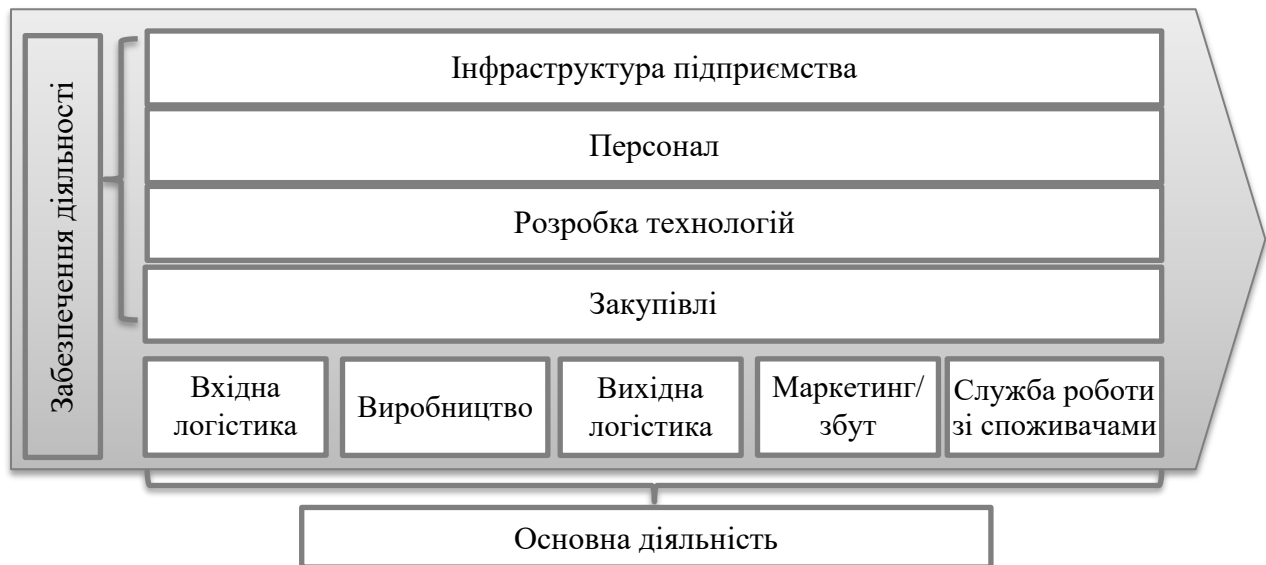 Забезпечення діяльності
Інфраструктура підприємства
Персонал
Розробка технологій
Закупівлі
Вхідна
логістика
Виробництво
Вихідна
логістика
Маркетинг/
збут
Служба роботи
зі споживачами
Основна діяльність